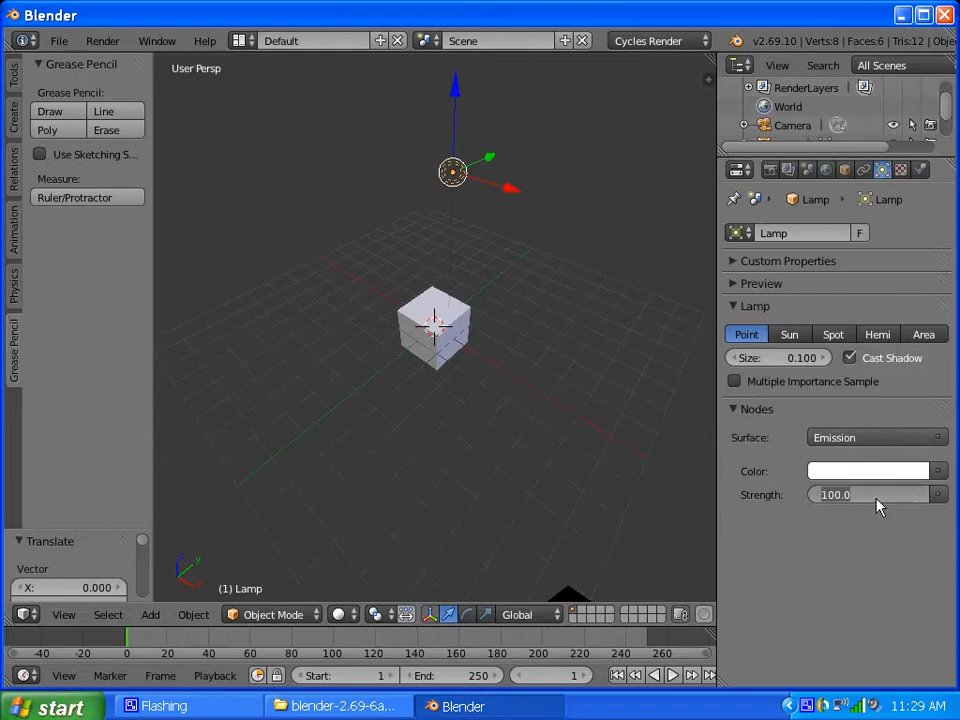 Blender
File Render Window Help Default Scene Cycles Render v2.69.10 | Verts:8 | Faces:6 | Tris:12 | Obje
Grease Pencil
Grease Pencil:
Draw Line
Poly Erase
Use Sketching S...
Measure:
Ruler/Protractor
Tools
Create
Relations
Animation
Physics
Grease Pencil
Translate
Vector
X: 0.000
User Persp
(1) Lamp
View Select Add Object Object Mode Global
View Search All Scenes
RenderLayers
World
Camera
Lamp Lamp
Lamp F
Custom Properties
Preview
Lamp
Point Sun Spot Hemi Area
Size: 0.100 Cast Shadow
Multiple Importance Sample
Nodes
Surface: Emission
Color:
Strength: 100.0
-40 -20 0 20 40 60 80 100 120 140 160 180 200 220 240 260
View Marker Frame Playback Start: 1 End: 250 1
start Flashing blender-2.69-6a... Blender 11:29 AM